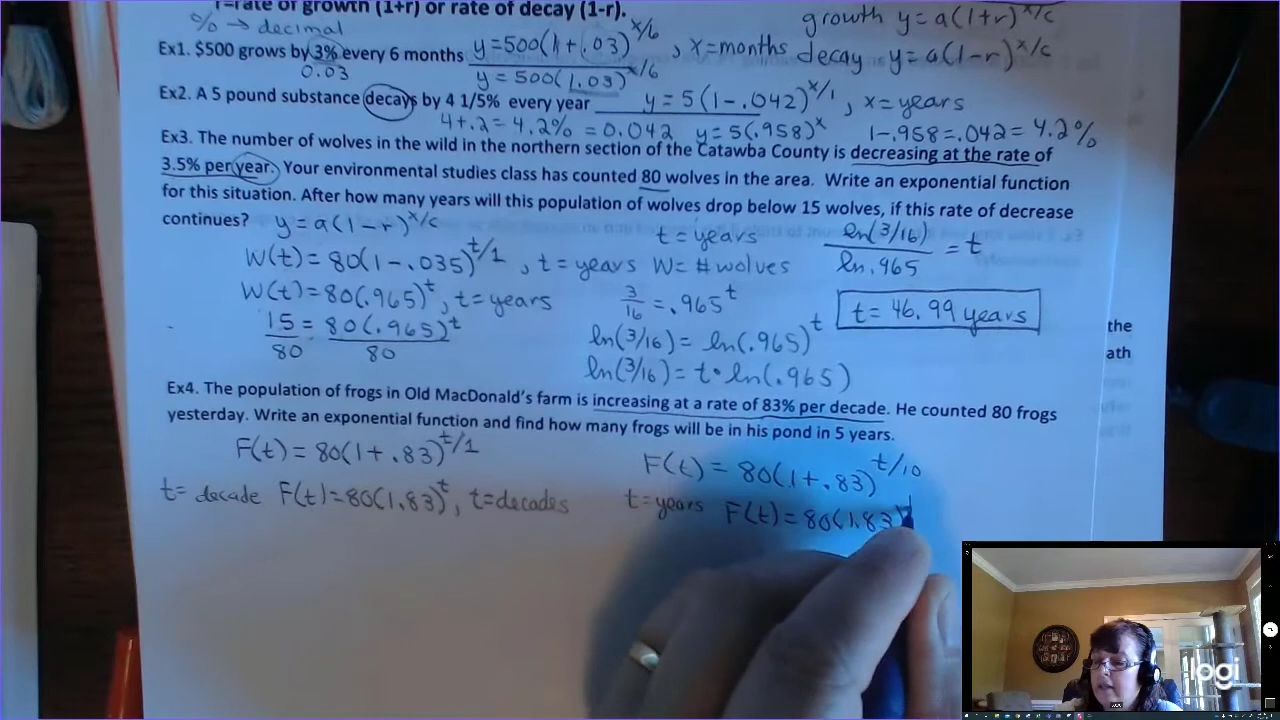 r=rate of growth (1+r) or rate of decay (1-r).
% → decimal
growth y=a(1+r)^x/c
Ex1. $500 grows by 3% every 6 months y=500(1+.03)^x/6, x=months decay y=a(1-r)^x/c
0.03 y=500(1.03)^x/6
Ex2. A 5 pound substance decays by 4 1/5% every year y=5(1-.042)^x/1, x=years
4+.2=4.2%=0.042 y=5(.958)^x 1-.958=.042=4.2%
Ex3. The number of wolves in the wild in the northern section of the Catawba County is decreasing at the rate of
3.5% per year. Your environmental studies class has counted 80 wolves in the area. Write an exponential function
for this situation. After how many years will this population of wolves drop below 15 wolves, if this rate of decrease
continues? y=a(1-r)^x/c
t=years ln(3/16)/ln.965 = t
W(t)=80(1-.035)^t/1, t=years W=#wolves
W(t)=80(.965)^t, t=years 3/16=.965^t t=46.99 years
15/80=80(.965)^t/80 ln(3/16)=ln(.965)^t
ln(3/16)=t·ln(.965)
the
ath
Ex4. The population of frogs in Old MacDonald's farm is increasing at a rate of 83% per decade. He counted 80 frogs
yesterday. Write an exponential function and find how many frogs will be in his pond in 5 years.
F(t)=80(1+.83)^t/1 F(t)=80(1+.83)^t/10
t=decade F(t)=80(1.83)^t, t=decades t=years F(t)=80(1.83)
logi